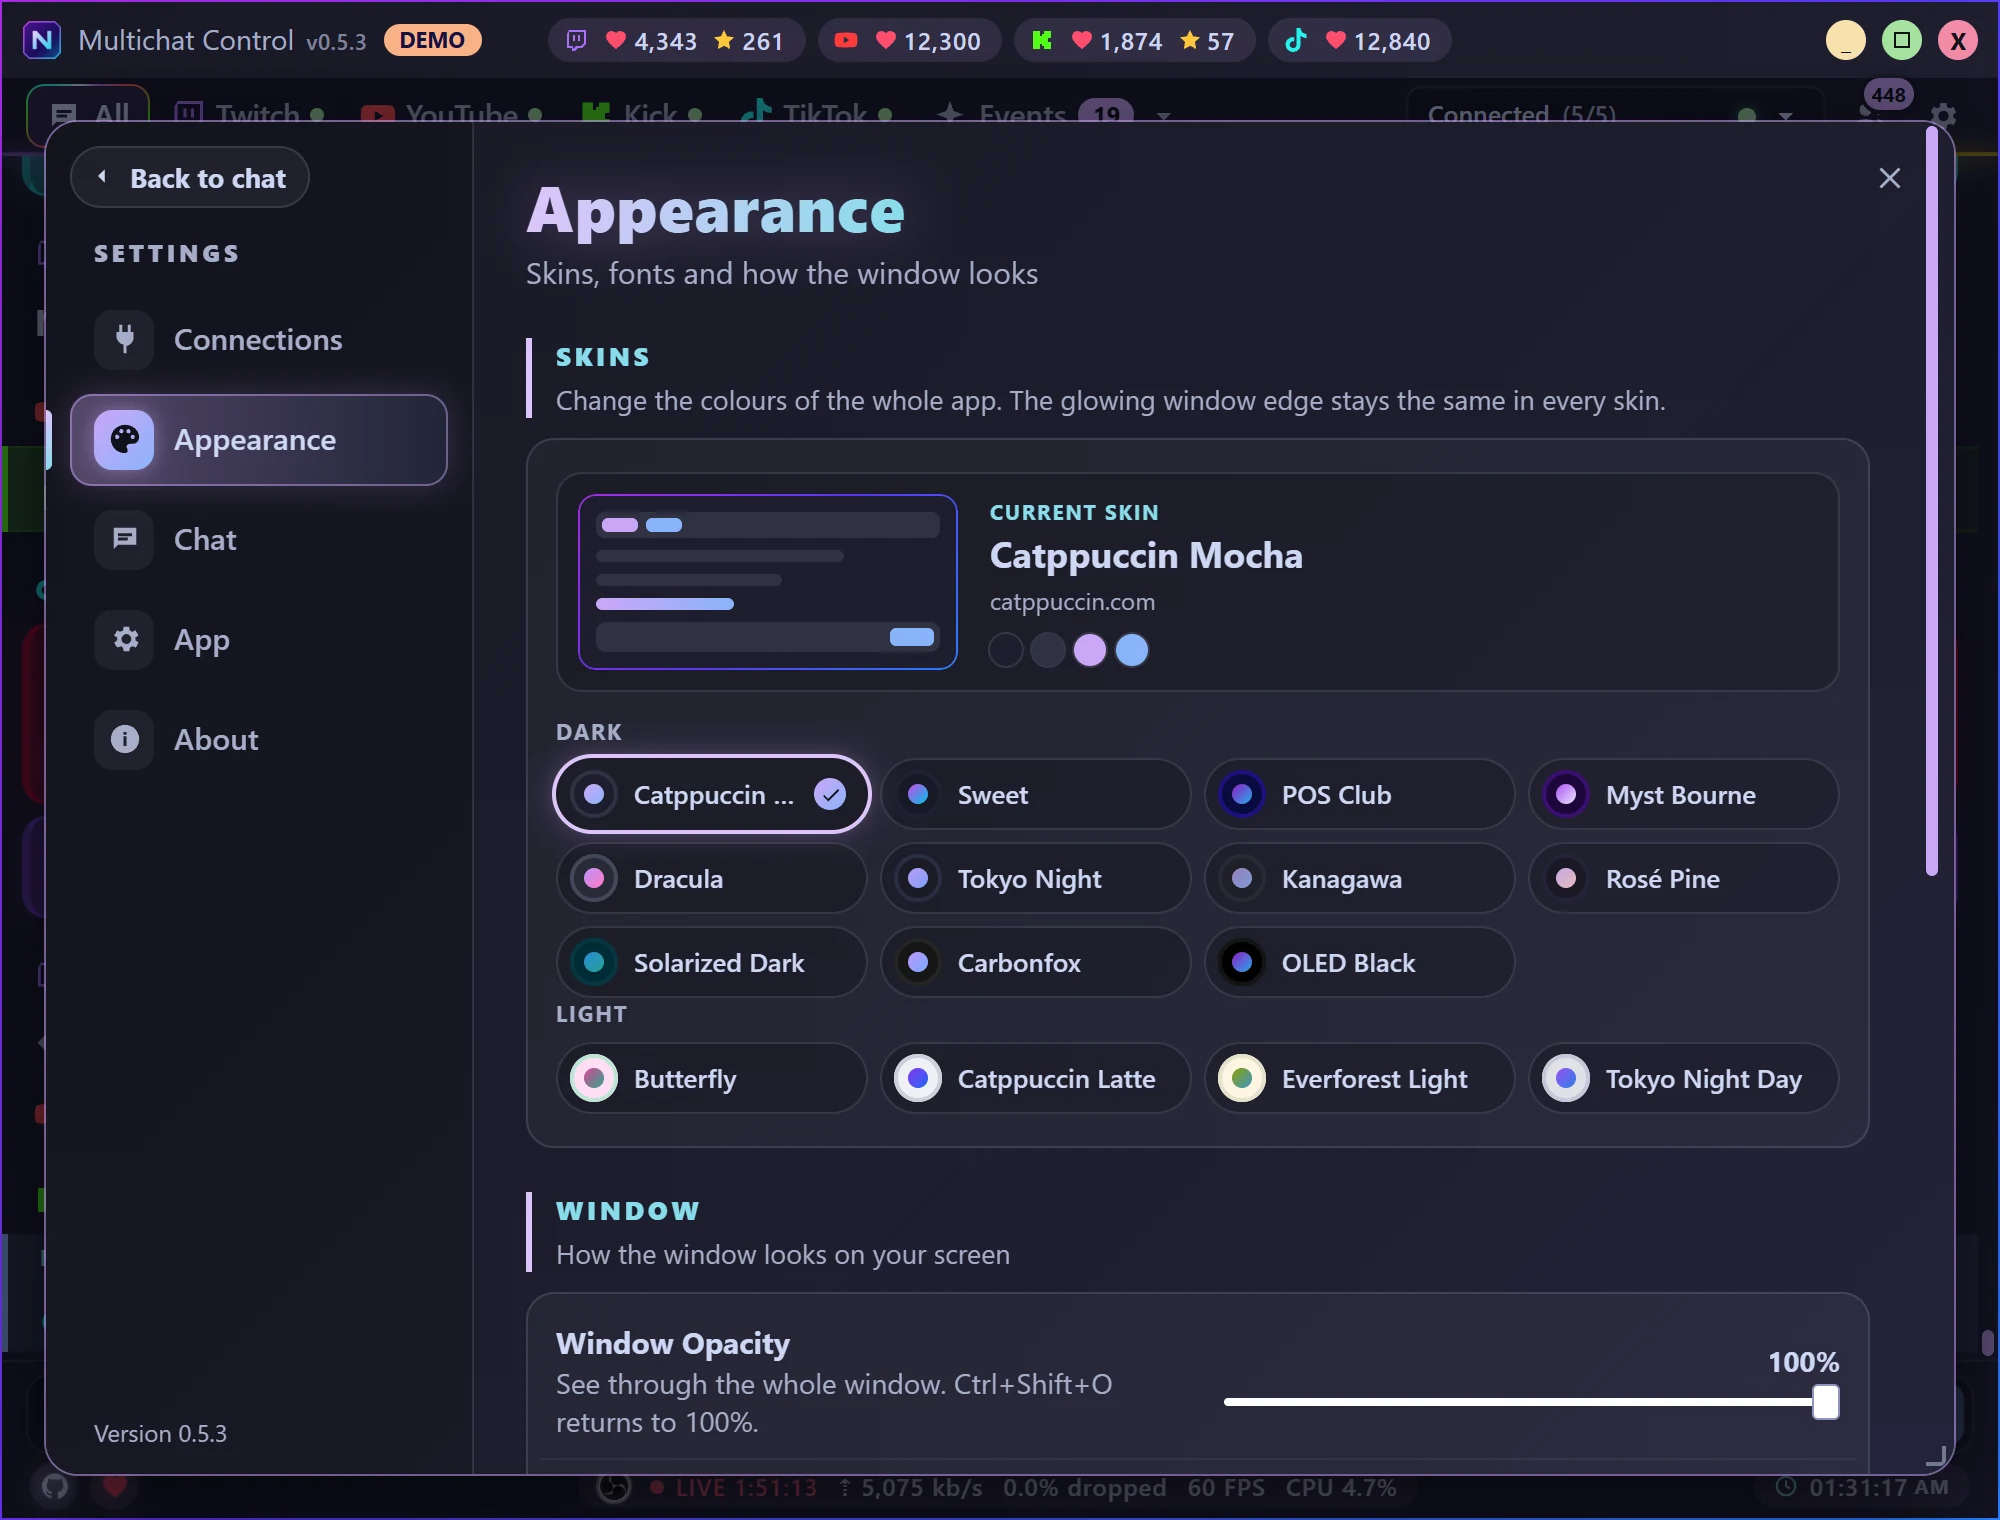 N Multichat Control v0.5.3 DEMO 4,343 261 12,300 1,874 57 12,840 _ X
All Twitch YouTube Kick TikTok Events 19 Connected (5/5) 448
Back to chat
SETTINGS
Connections
Appearance
Chat
App
About
Version 0.5.3
Appearance
Skins, fonts and how the window looks
SKINS
Change the colours of the whole app. The glowing window edge stays the same in every skin.
CURRENT SKIN
Catppuccin Mocha
catppuccin.com
DARK
Catppuccin ... Sweet POS Club Myst Bourne
Dracula Tokyo Night Kanagawa Rosé Pine
Solarized Dark Carbonfox OLED Black
LIGHT
Butterfly Catppuccin Latte Everforest Light Tokyo Night Day
WINDOW
How the window looks on your screen
Window Opacity
100%
See through the whole window. Ctrl+Shift+O
returns to 100%.
LIVE 1:51:13 5,075 kb/s 0.0% dropped 60 FPS CPU 4.7% 01:31:17 AM